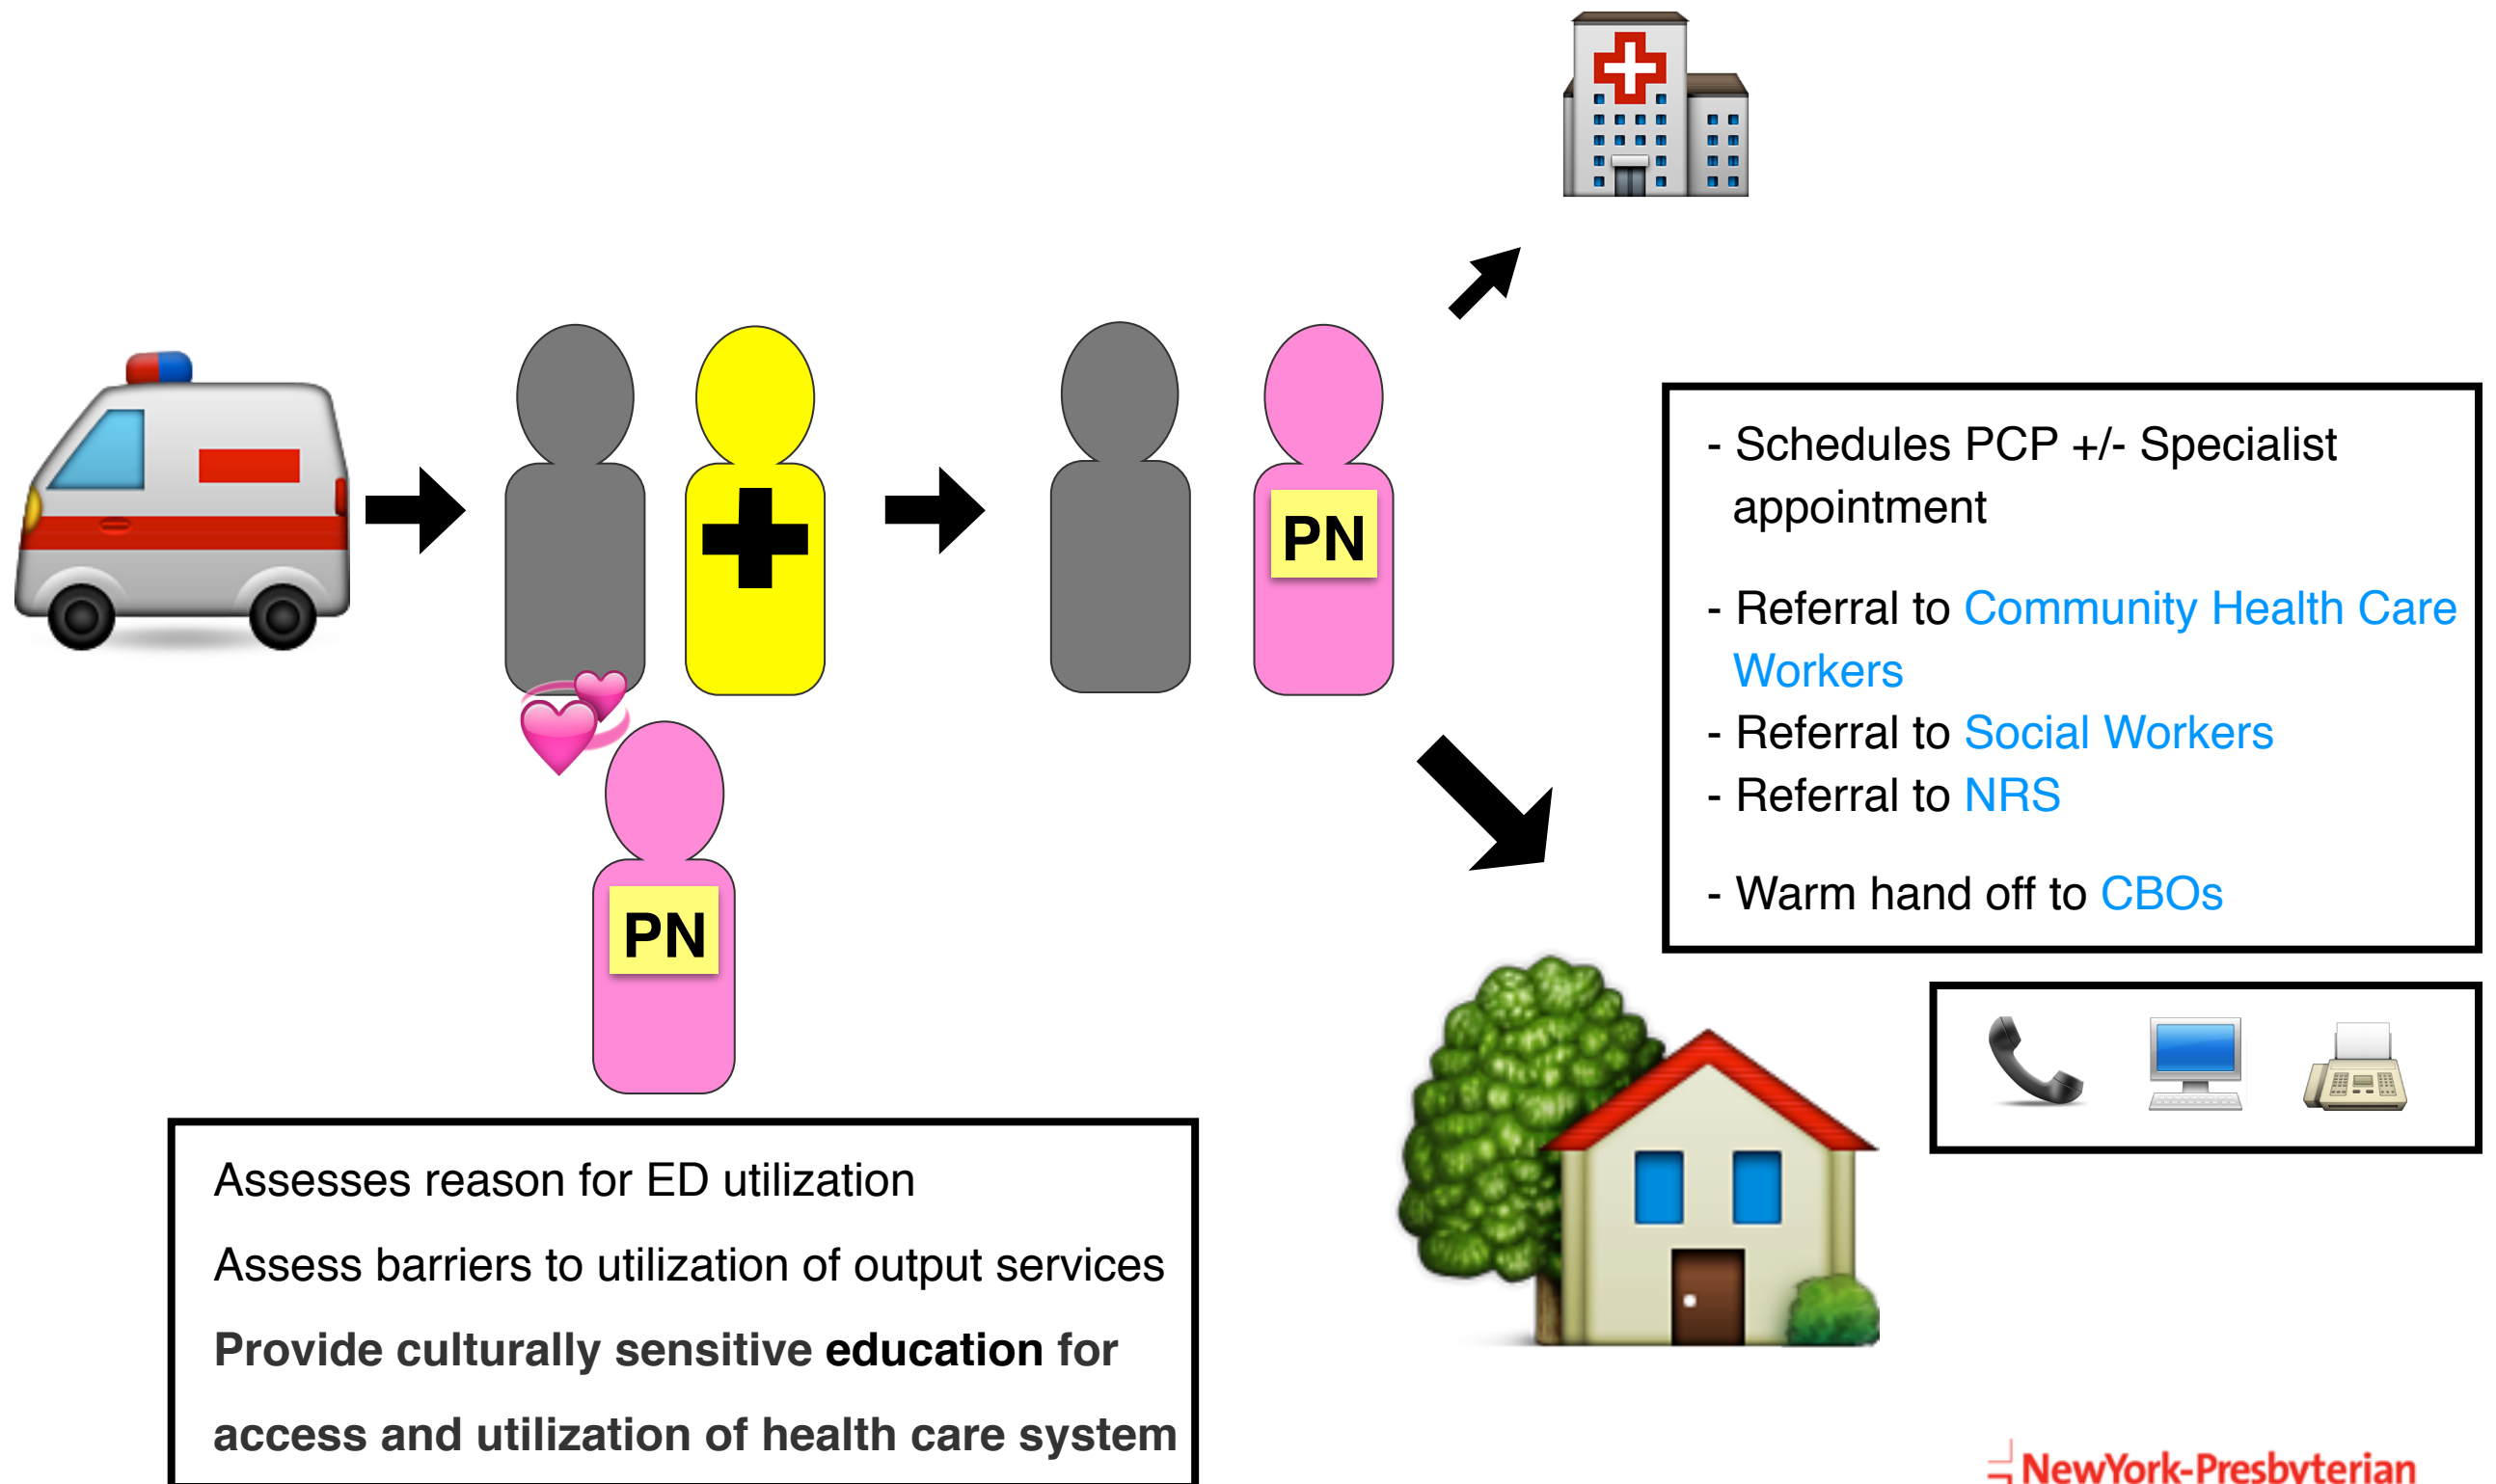 PN
- Schedules PCP +/- Specialist
appointment
- Referral to Community Health Care
Workers
- Referral to Social Workers
- Referral to NRS
- Warm hand off to CBOs
PN
Assesses reason for ED utilization
Assess barriers to utilization of output services
Provide culturally sensitive education for
access and utilization of health care system
NewYork-Presbyterian